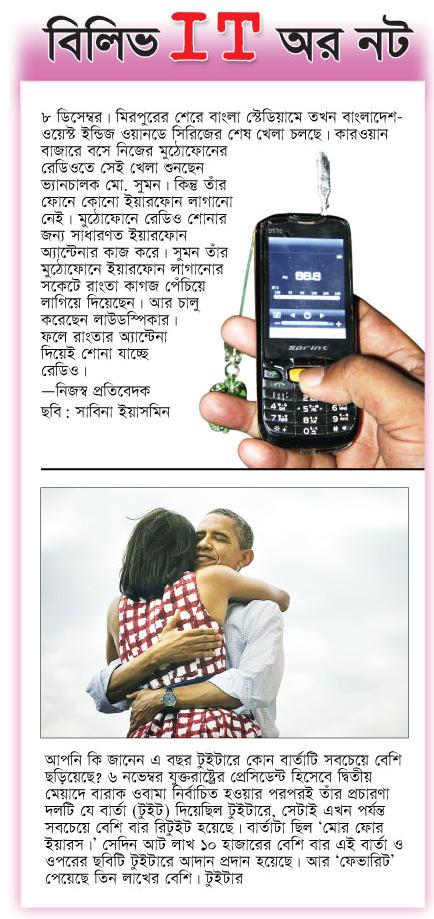 বিলিভ IT অর নট
৮ ডিসেম্বর। মিরপুরের শেরে বাংলা স্টেডিয়ামে তখন বাংলাদেশ-
ওয়েস্ট ইন্ডিজ ওয়ানডে সিরিজের শেষ খেলা চলছে। কারওয়ান
বাজারে বসে নিজের মুঠোফোনের
রেডিওতে সেই খেলা শুনছেন
ভ্যানচালক মো. সুমন। কিন্তু তাঁর
ফোনে কোনো ইয়ারফোন লাগানো
নেই। মুঠোফোনে রেডিও শোনার
জন্য সাধারণত ইয়ারফোন
অ্যান্টেনার কাজ করে। সুমন তাঁর
মুঠোফোনে ইয়ারফোন লাগানোর
সকেটে রাংতা কাগজ পেঁচিয়ে
লাগিয়ে দিয়েছেন। আর চালু
করেছেন লাউডস্পিকার।
ফলে রাংতার অ্যান্টেনা
দিয়েই শোনা যাচ্ছে
রেডিও।
—নিজস্ব প্রতিবেদক
ছবি : সাবিনা ইয়াসমিন
88.8
sprint
আপনি কি জানেন এ বছর টুইটারে কোন বার্তাটি সবচেয়ে বেশি
ছড়িয়েছে? ৬ নভেম্বর যুক্তরাষ্ট্রের প্রেসিডেন্ট হিসেবে দ্বিতীয়
মেয়াদে বারাক ওবামা নির্বাচিত হওয়ার পরপরই তাঁর প্রচারণা
দলটি যে বার্তা (টুইট) দিয়েছিল টুইটারে, সেটাই এখন পর্যন্ত
সবচেয়ে বেশি বার রিটুইট হয়েছে। বার্তাটা ছিল ‘মোর ফোর
ইয়ারস।’ সেদিন আট লাখ ১০ হাজারের বেশি বার এই বার্তা ও
ওপরের ছবিটি টুইটারে আদান প্রদান হয়েছে। আর ‘ফেভারিট’
পেয়েছে তিন লাখের বেশি। টুইটার